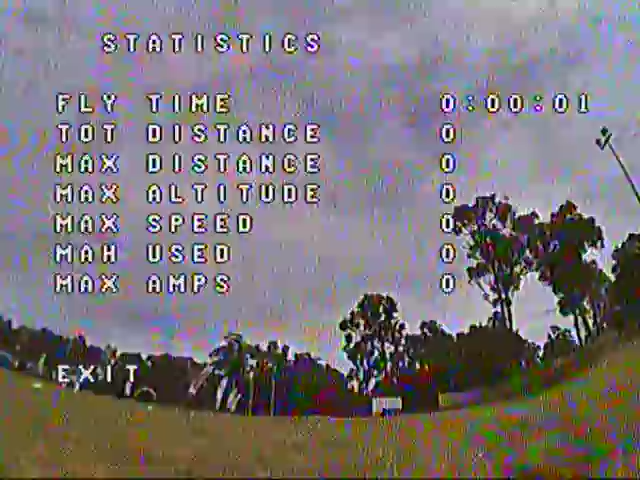 STATISTICS
FLY TIME 0:00:01
TOT DISTANCE 0
MAX DISTANCE 0
MAX ALTITUDE 0
MAX SPEED 0
MAH USED 0
MAX AMPS 0
EXIT